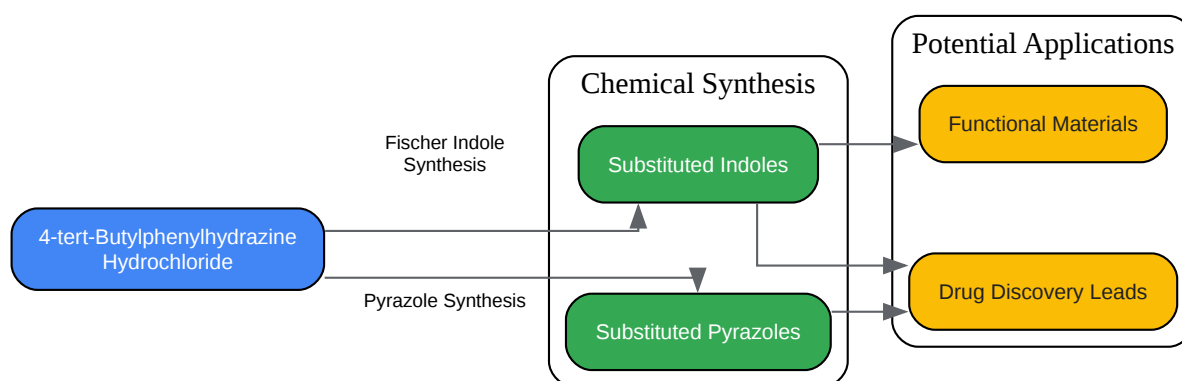 Potential Applications
Chemical Synthesis
Functional Materials
Fischer Indole
Synthesis
Substituted Indoles
4-tert-Butylphenylhydrazine
Hydrochloride
Pyrazole Synthesis
Drug Discovery Leads
Substituted Pyrazoles